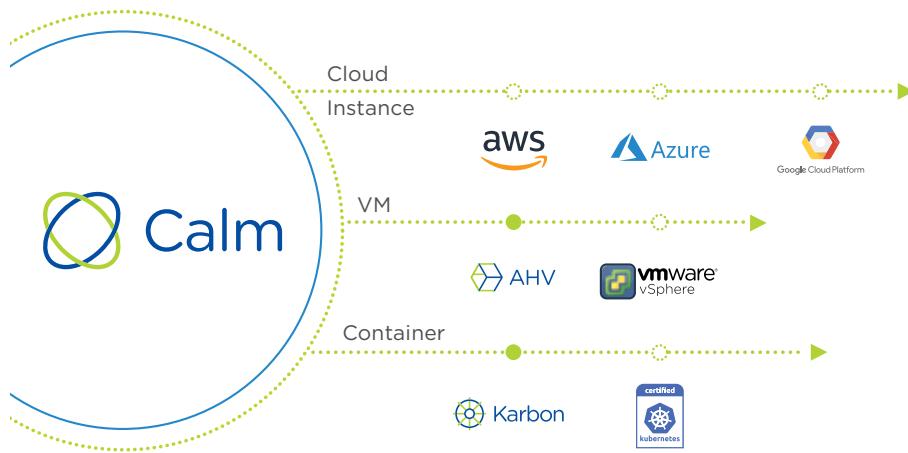 Cloud
Instance
aws
Azure
Google Cloud Platform
Calm
VM
AHV
vmware®
vSphere
Container
Karbon
certified
kubernetes